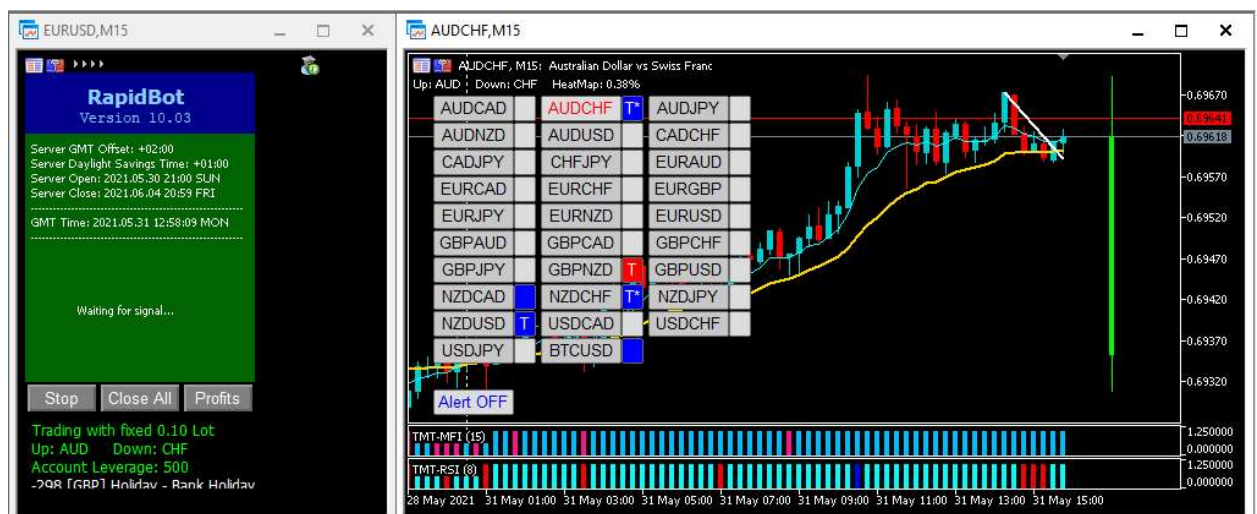 EURUSD,M15
RapidBot
Version 10.03
Server GMT Offset: +02:00
Server Daylight Savings Time: +01:00
Server Open: 2021.05.30 21:00 SUN
Server Close: 2021.06.04 20:59 FRI
GMT Time: 2021.05.31 12:58:09 MON
Waiting for signal...
Stop Close All Profits
Trading with fixed 0.10 Lot
Up: AUD Down: CHF
Account Leverage: 500
-298 [GBP] Holiday - Bank Holiday
AUDCHF,M15
AUDCHF, M15: Australian Dollar vs Swiss Franc
Up: AUD Down: CHF HeatMap: 0.38%
AUDCAD AUDCHF T* AUDJPY
AUDNZD AUDUSD CADCHF
CADJPY CHFJPY EURAUD
EURCAD EURCHF EURGBP
EURJPY EURNZD EURUSD
GBPAUD GBPCAD GBPCHF
GBPJPY GBPNZD T GBPUSD
NZDCAD NZDCHF T* NZDJPY
NZDUSD T USDCAD USDCHF
USDJPY BTCUSD
Alert OFF
0.69670
0.69641
0.69618
0.69570
0.69520
0.69470
0.69420
0.69370
0.69320
TMT-MFI (15)
1.250000
0.000000
TMT-RSI (8)
1.250000
0.000000
28 May 2021 31 May 01:00 31 May 03:00 31 May 05:00 31 May 07:00 31 May 09:00 31 May 11:00 31 May 13:00 31 May 15:00